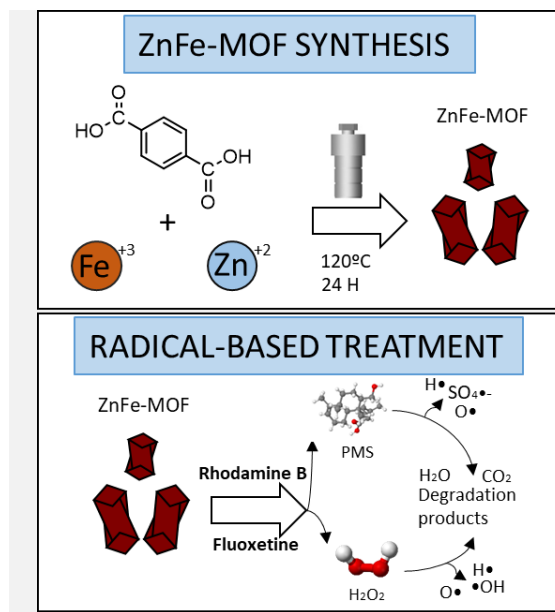 ZnFe-MOF SYNTHESIS
O
C
HO
OH
C
O
+
Fe +3
Zn +2
120ºC
24 H
ZnFe-MOF
RADICAL-BASED TREATMENT
ZnFe-MOF
Rhodamine B
Fluoxetine
PMS
H•
SO₄•-
O•
H₂O CO₂
Degradation
products
H₂O₂
H•
O• •OH